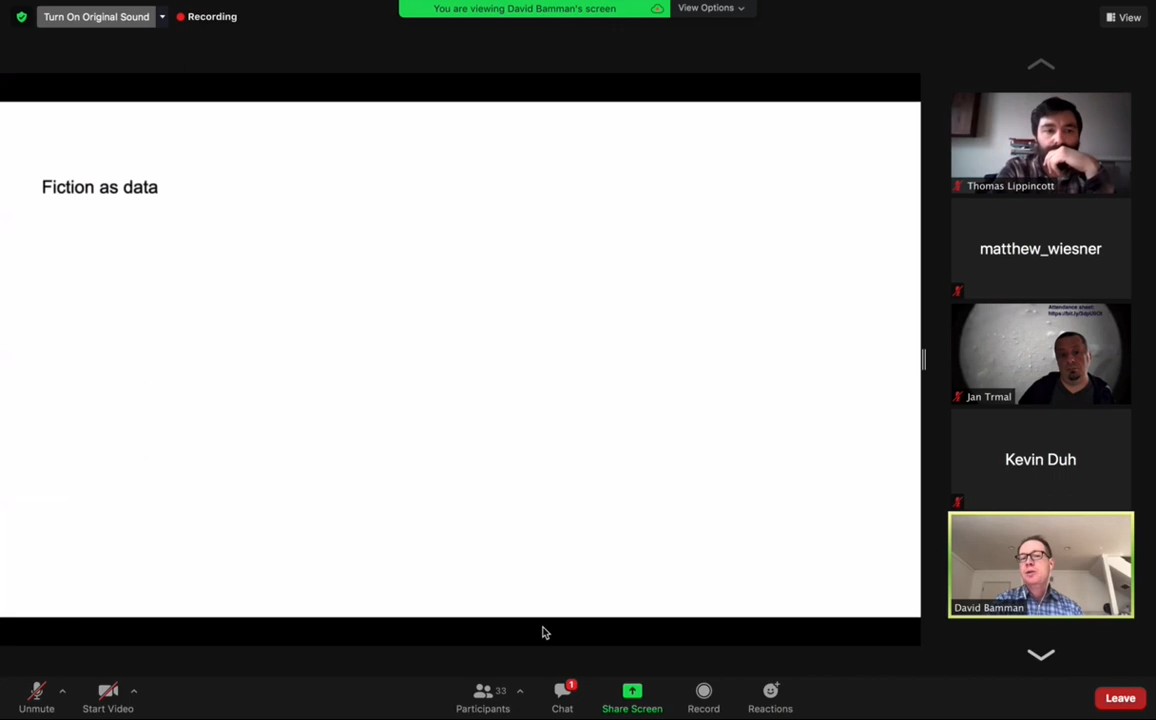 Turn On Original Sound
Recording
You are viewing David Bamman's screen
View Options
View
Fiction as data
Thomas Lippincott
matthew_wiesner
Attendance sheet:
Jan Trmal
Kevin Duh
David Bamman
Unmute
Start Video
33
Participants
1
Chat
Share Screen
Record
Reactions
Leave